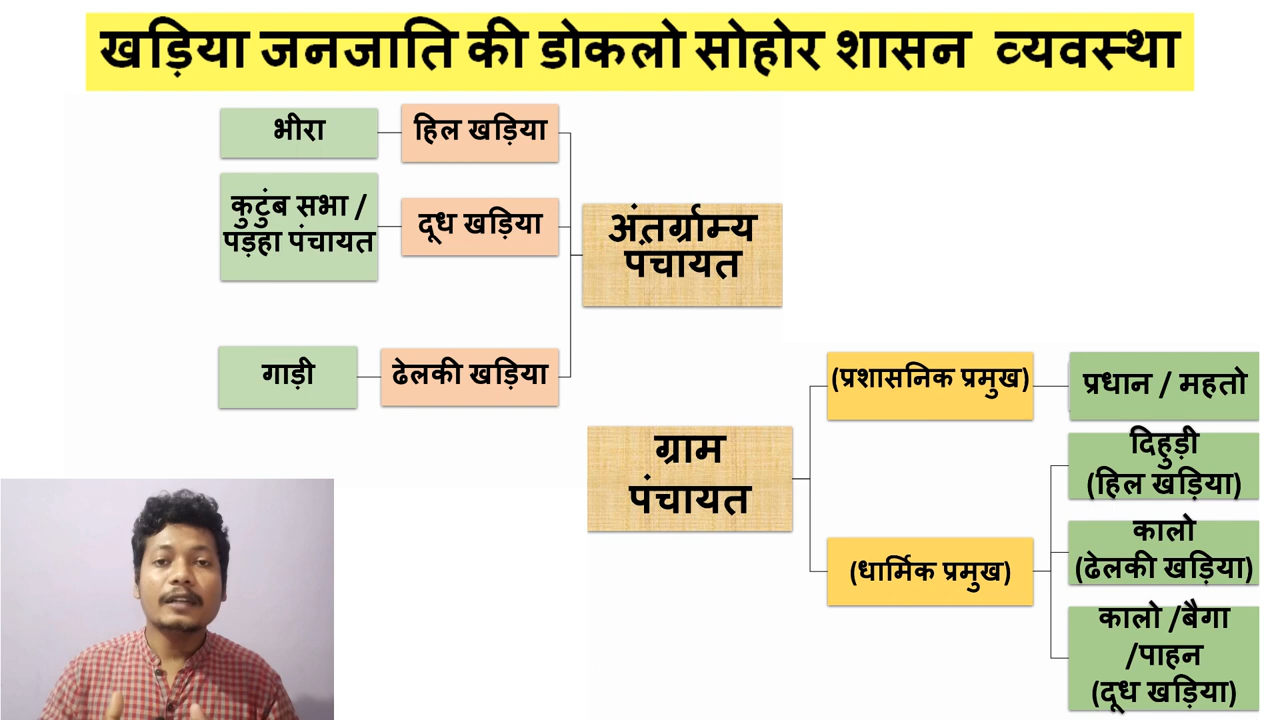 खड़िया जनजाति की डोकलो सोहोर शासन व्यवस्था
भीरा
हिल खड़िया
कुटुंब सभा /
पड़हा पंचायत
दूध खड़िया
अंत़र्ग्राम्य
पंचायत
गाड़ी
ढेलकी खड़िया
(प्रशासनिक प्रमुख)
प्रधान / महतो
ग्राम
पंचायत
दिहुड़ी
(हिल खड़िया)
कालो
(ढेलकी खड़िया)
(धार्मिक प्रमुख)
कालो /बैगा
/पाहन
(दूध खड़िया)